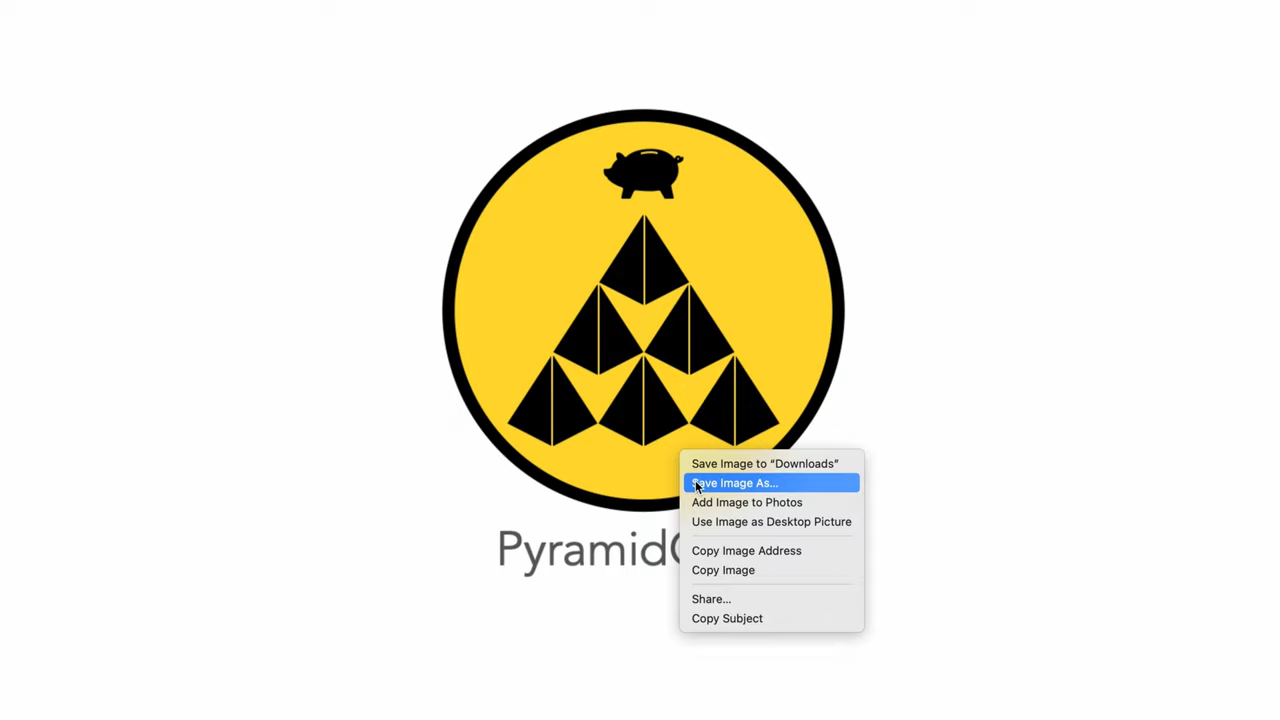 Save Image to “Downloads”
Save Image As...
Add Image to Photos
Use Image as Desktop Picture
Copy Image Address
Copy Image
Share...
Copy Subject